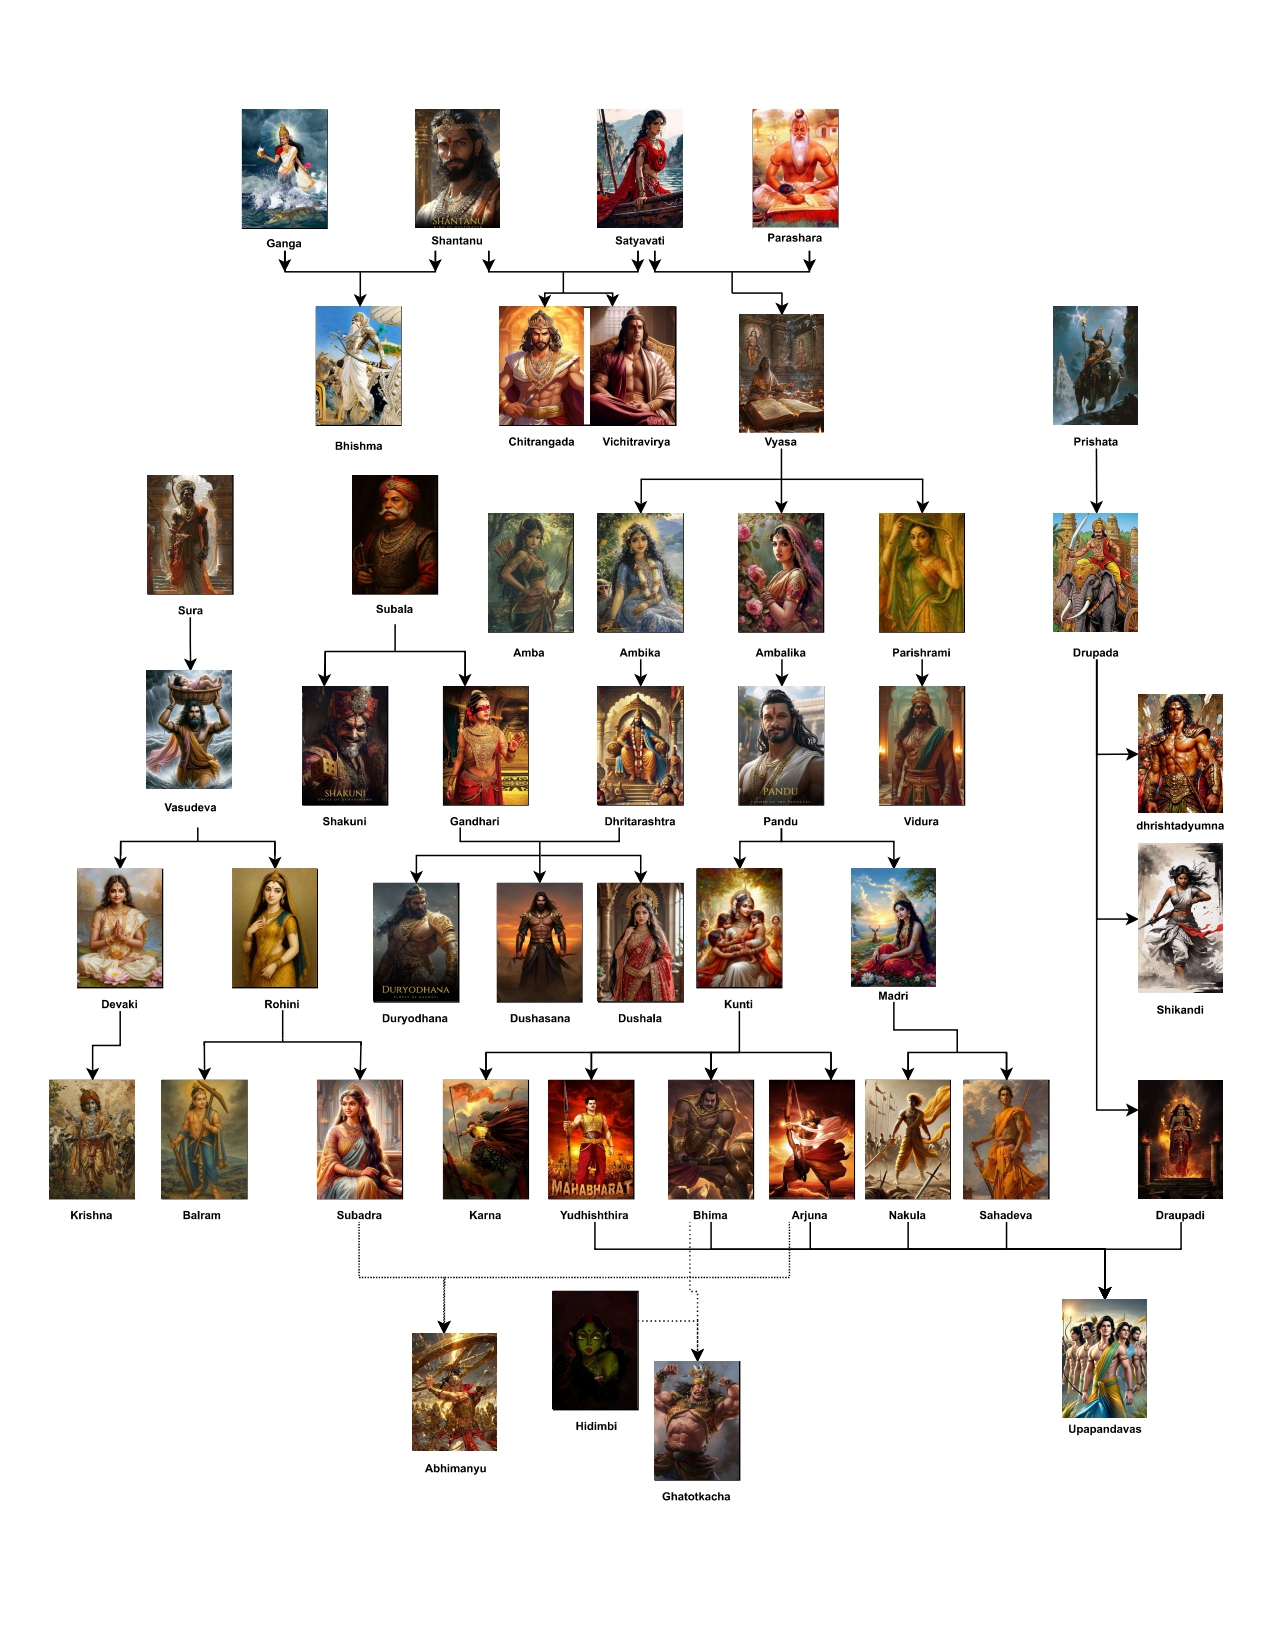 SHANTANU
Ganga
Shantanu
Satyavati
Parashara
Bhishma
Chitrangada
Vichitravirya
Vyasa
Prishata
Sura
Subala
Amba
Ambika
Ambalika
Parishrami
Drupada
SHAKUNI
PANDU
Vasudeva
Shakuni
Gandhari
Dhritarashtra
Pandu
Vidura
dhrishtadyumna
DURYODHANA
Devaki
Rohini
Duryodhana
Dushasana
Dushala
Kunti
Madri
Shikandi
MAHABHARAT
Krishna
Balram
Subadra
Karna
Yudhishthira
Bhima
Arjuna
Nakula
Sahadeva
Draupadi
Hidimbi
Upapandavas
Abhimanyu
Ghatotkacha